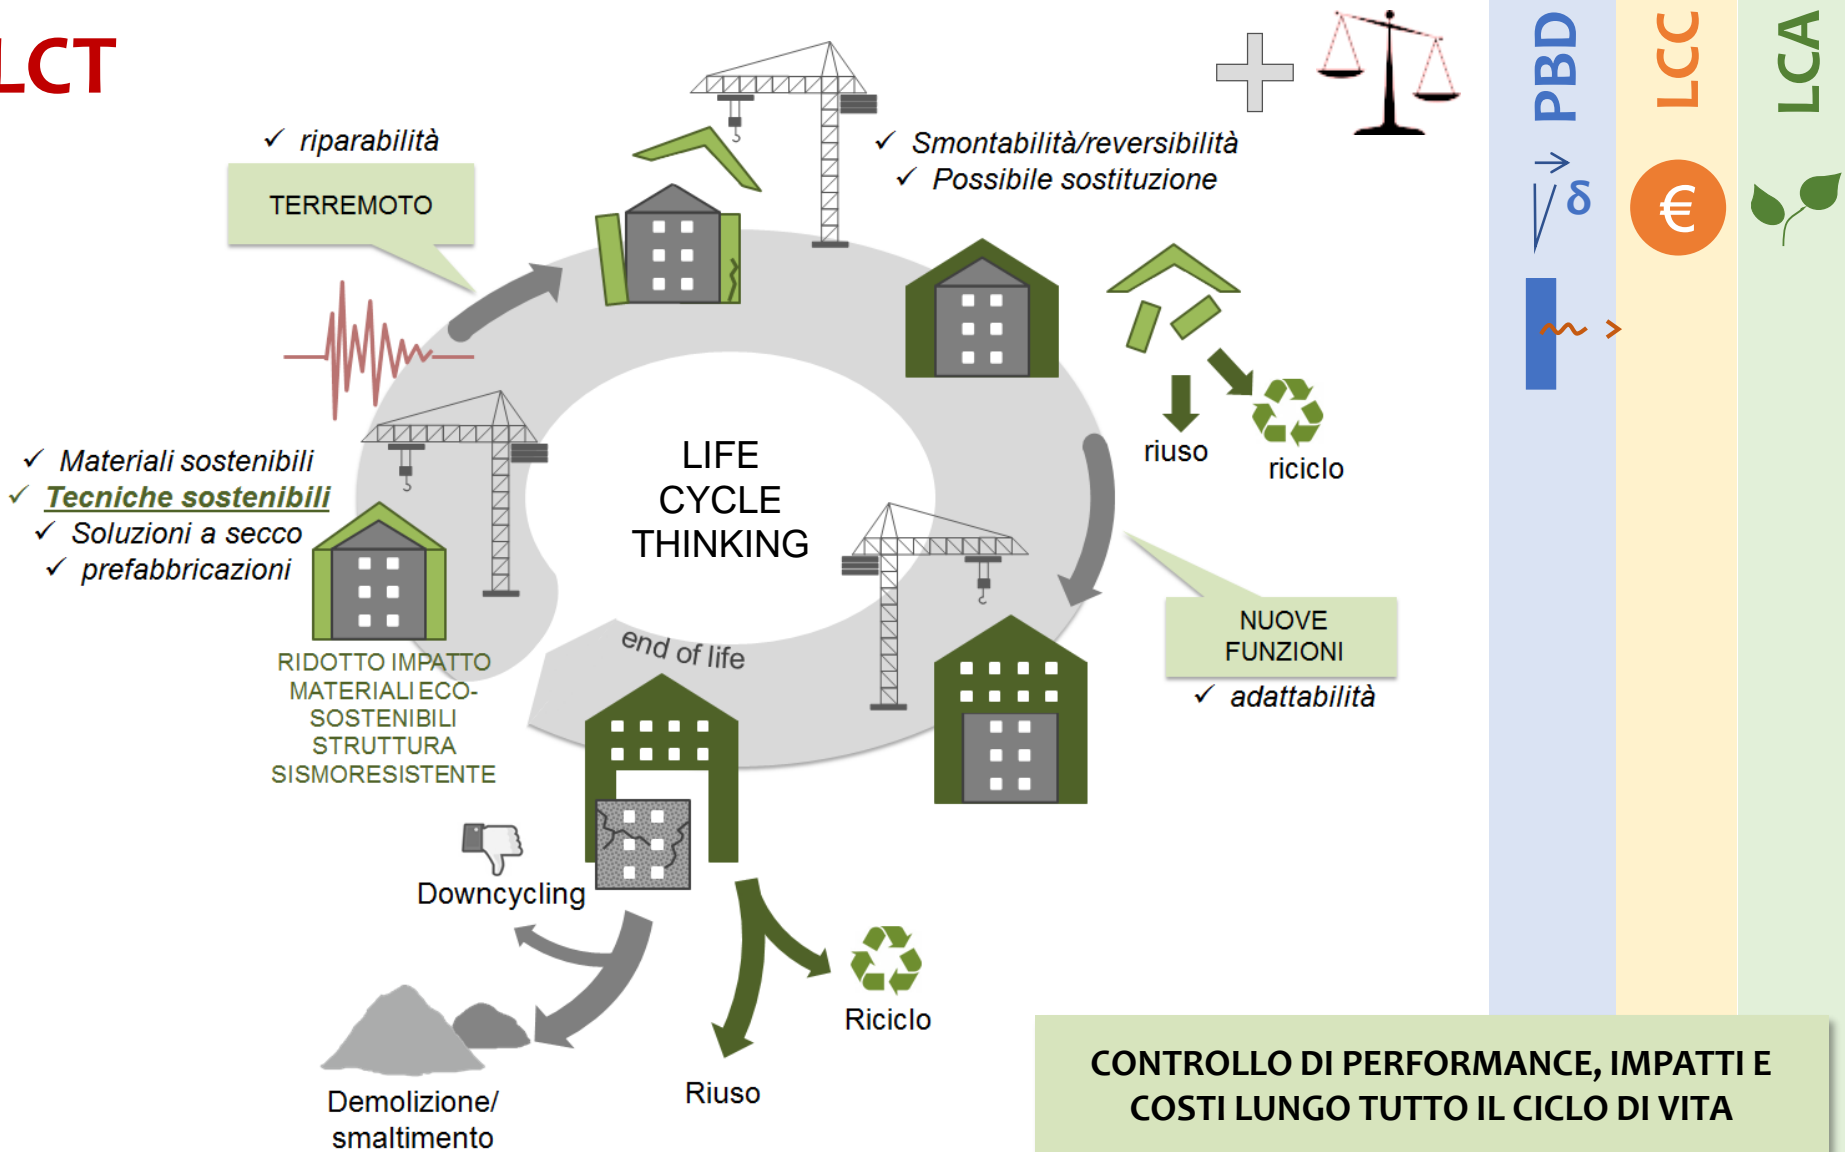 LCT
PBD
LCC
LCA
✓ riparabilità
TERREMOTO
✓ Smontabilità/reversibilità
✓ Possibile sostituzione
δ
€
✓ Materiali sostenibili
✓ Tecniche sostenibili
✓ Soluzioni a secco
✓ prefabbricazioni
LIFE
CYCLE
THINKING
riuso
riciclo
NUOVE
FUNZIONI
✓ adattabilità
end of life
RIDOTTO IMPATTO
MATERIALI ECO-
SOSTENIBILI
STRUTTURA
SISMORESISTENTE
Downcycling
Riciclo
Riuso
Demolizione/
smaltimento
CONTROLLO DI PERFORMANCE, IMPATTI E
COSTI LUNGO TUTTO IL CICLO DI VITA